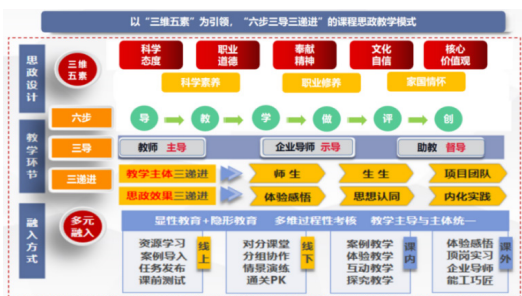 以“三维五素”为引领，“六步三导三递进”的课程思政教学模式
思政设计
三维五素
科学态度
职业道德
奉献精神
文化自信
核心价值观
科学素养
职业修养
家国情怀
教学环节
六步
导 教 学 做 评 创
三导
教师 主导
企业导师 示导
助教 督导
三递进
教学主体三递进
师生
生生
项目团队
思政效果三递进
体验感悟
思想认同
内化实践
融入方式
多元融入
显性教育+隐形教育 多维过程性考核 教学主导与主体统一
资源学习
案例导入
任务发布
课前测试
线上
对分课堂
分组协作
情景演练
通关PK
线下
案例教学
体验教学
互动教学
探究教学
课内
体验感悟
顶岗实习
企业导师
能工巧匠
课外